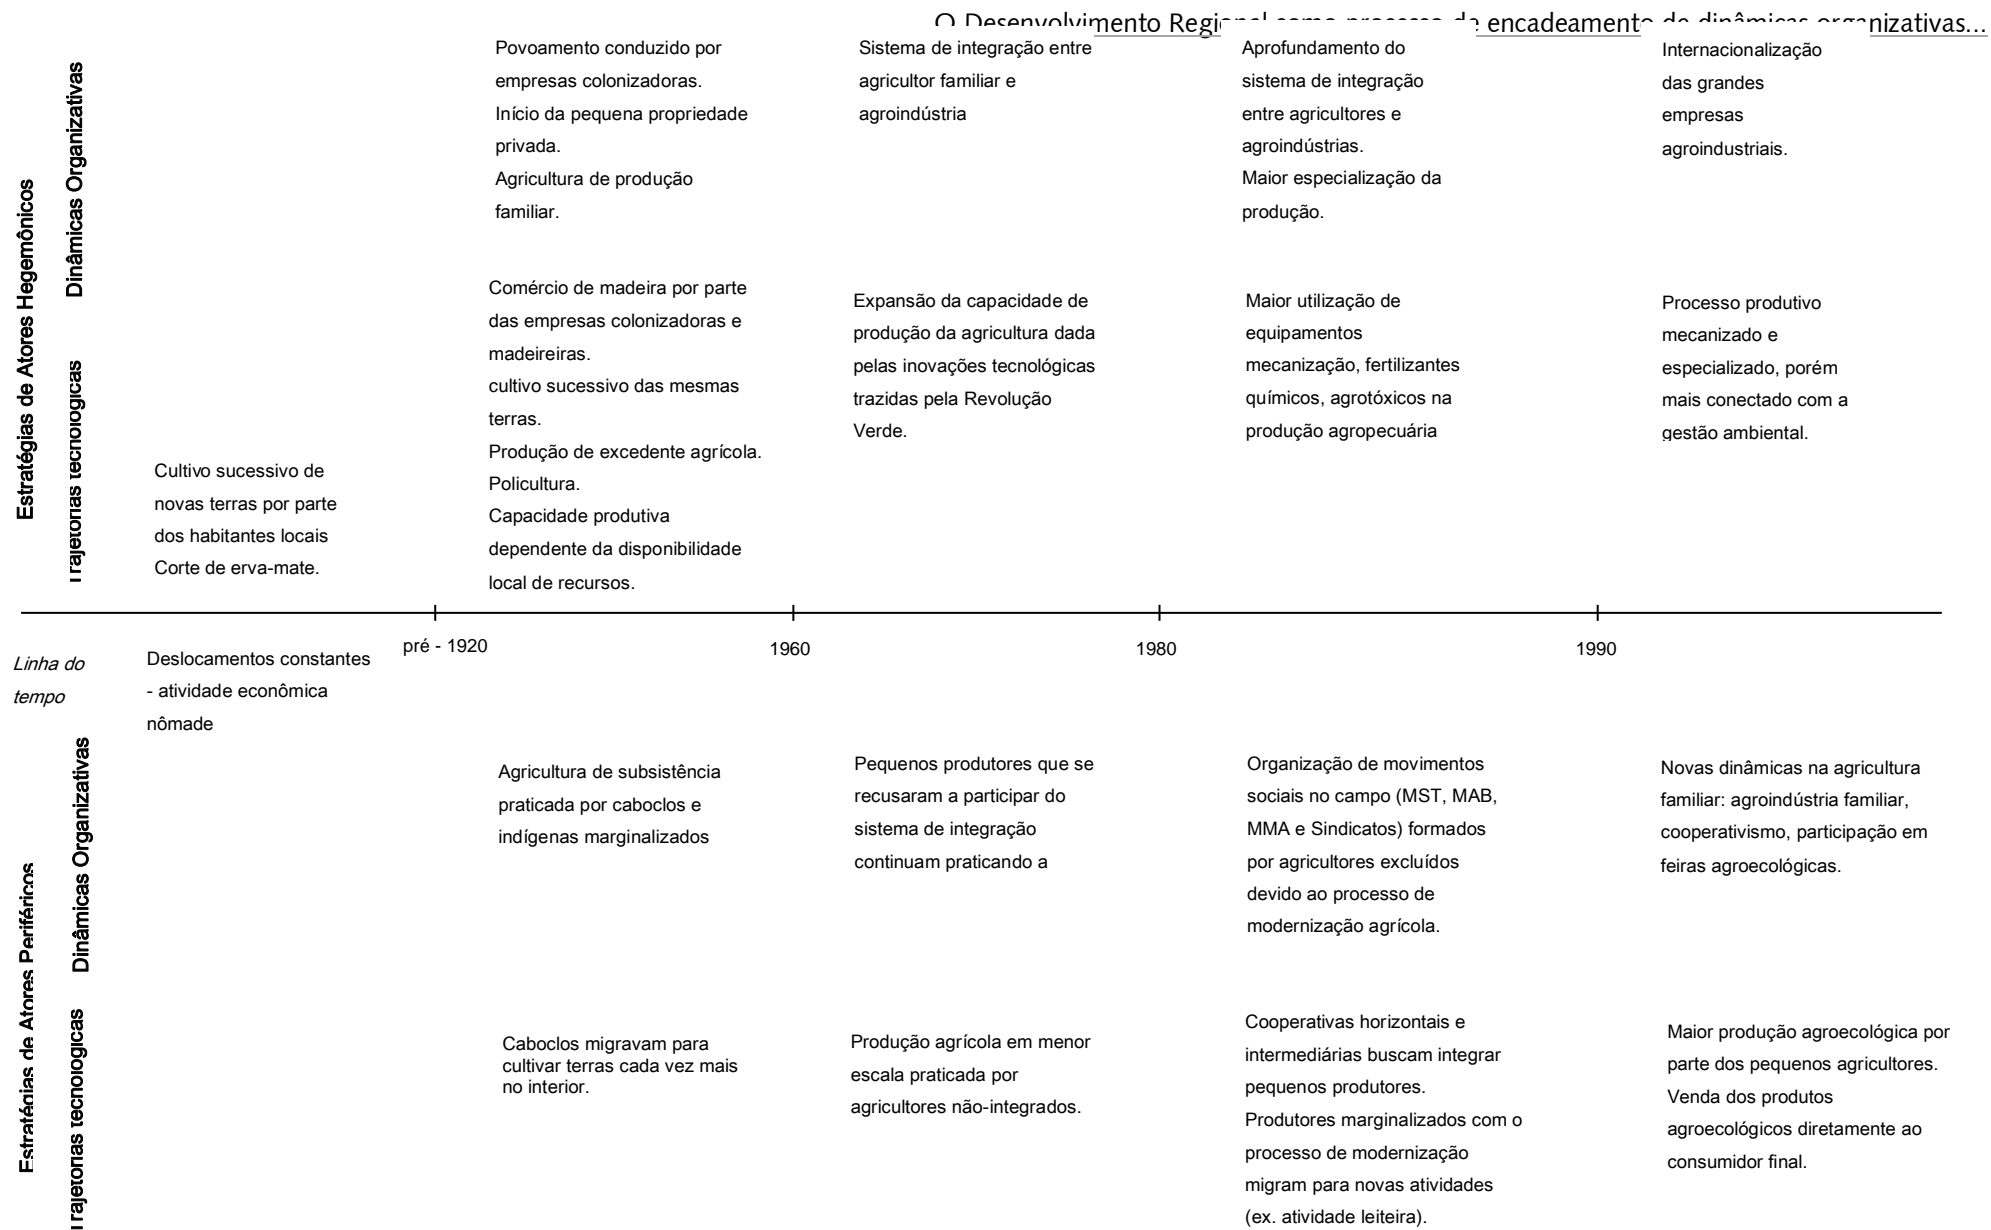 O Desenvolvimento Regional como processo de encadeamento de dinâmicas organizativas...
Estratégias de Atores Hegemônicos
Dinâmicas Organizativas
Povoamento conduzido por
empresas colonizadoras.
Início da pequena propriedade
privada.
Agricultura de produção
familiar.
Sistema de integração entre
agricultor familiar e
agroindústria
Aprofundamento do
sistema de integração
entre agricultores e
agroindústrias.
Maior especialização da
produção.
Internacionalização
das grandes
empresas
agroindustriais.
Trajetórias tecnológicas
Cultivo sucessivo de
novas terras por parte
dos habitantes locais
Corte de erva-mate.
Comércio de madeira por parte
das empresas colonizadoras e
madeireiras.
cultivo sucessivo das mesmas
terras.
Produção de excedente agrícola.
Policultura.
Capacidade produtiva
dependente da disponibilidade
local de recursos.
Expansão da capacidade de
produção da agricultura dada
pelas inovações tecnológicas
trazidas pela Revolução
Verde.
Maior utilização de
equipamentos
mecanização, fertilizantes
químicos, agrotóxicos na
produção agropecuária
Processo produtivo
mecanizado e
especializado, porém
mais conectado com a
gestão ambiental.
Linha do
tempo
pré - 1920
1960
1980
1990
Estratégias de Atores Periféricos
Dinâmicas Organizativas
Deslocamentos constantes
- atividade econômica
nômade
Agricultura de subsistência
praticada por caboclos e
indígenas marginalizados
Pequenos produtores que se
recusaram a participar do
sistema de integração
continuam praticando a
Organização de movimentos
sociais no campo (MST, MAB,
MMA e Sindicatos) formados
por agricultores excluídos
devido ao processo de
modernização agrícola.
Novas dinâmicas na agricultura
familiar: agroindústria familiar,
cooperativismo, participação em
feiras agroecológicas.
Trajetórias tecnológicas
Caboclos migravam para
cultivar terras cada vez mais
no interior.
Produção agrícola em menor
escala praticada por
agricultores não-integrados.
Cooperativas horizontais e
intermediárias buscam integrar
pequenos produtores.
Produtores marginalizados com o
processo de modernização
migram para novas atividades
(ex. atividade leiteira).
Maior produção agroecológica por
parte dos pequenos agricultores.
Venda dos produtos
agroecológicos diretamente ao
consumidor final.